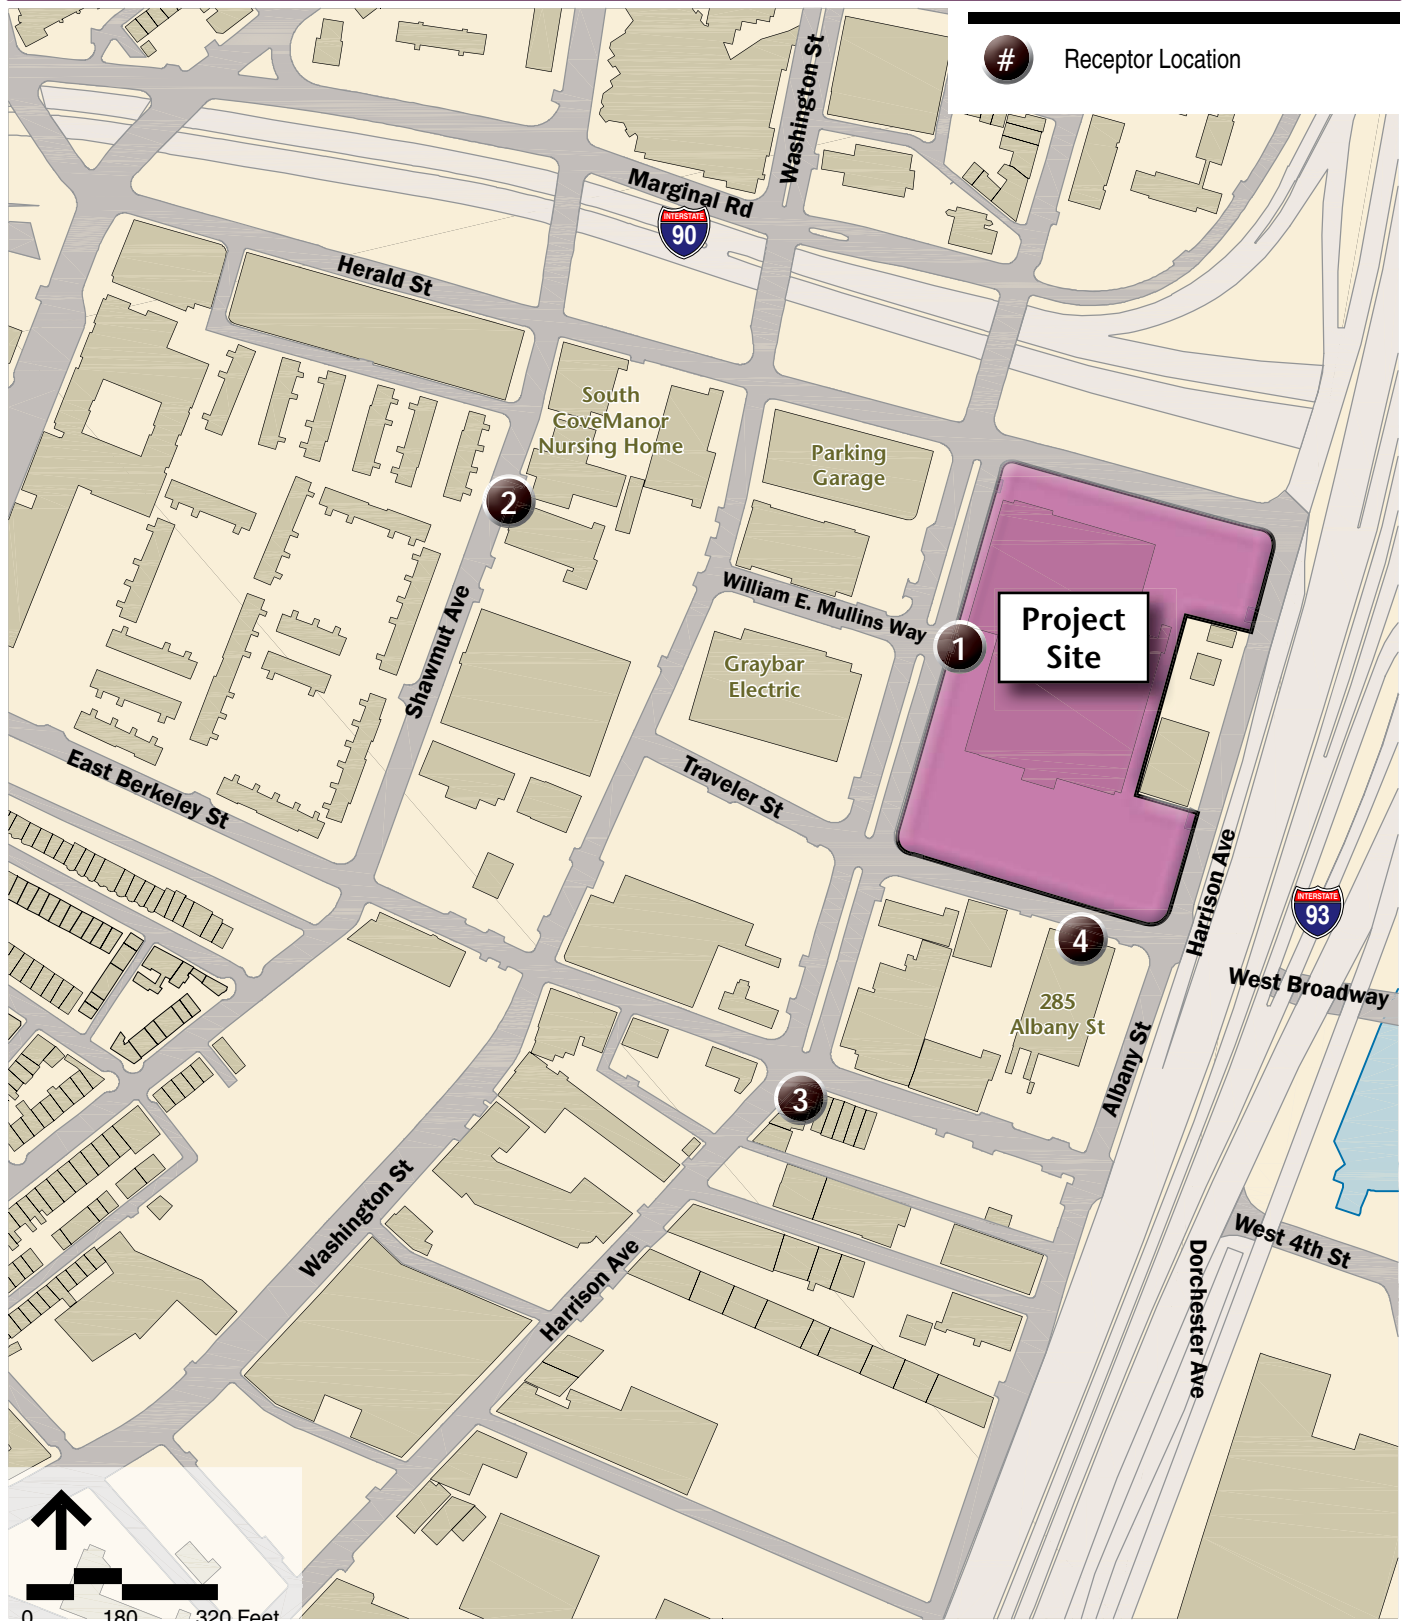 #
Receptor Location
Washington St
Marginal Rd
INTERSTATE
90
Herald St
South
CoveManor
Nursing Home
Parking
Garage
2
William E. Mullins Way
Project
Site
1
Shawmut Ave
Graybar
Electric
East Berkeley St
Traveler St
Harrison Ave
INTERSTATE
93
4
West Broadway
285
Albany St
Albany St
3
Washington St
West 4th St
Harrison Ave
Dorchester Ave
0 180 320 Feet